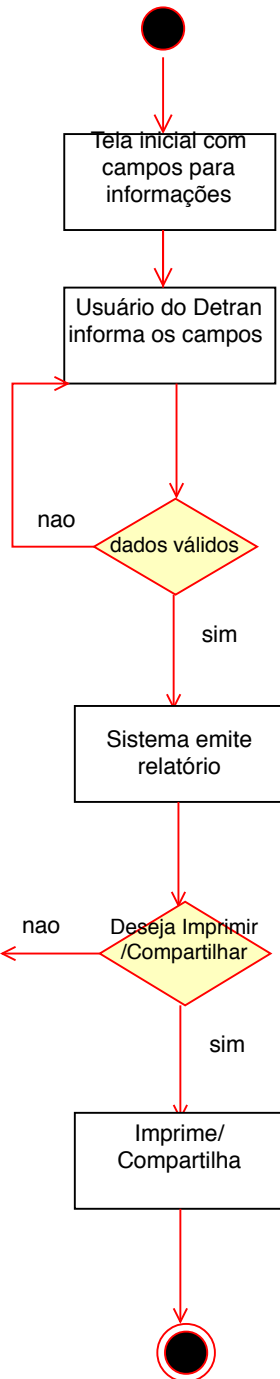 Tela inicial com
campos para
informações
Usuário do Detran
informa os campos
nao
dados válidos
sim
Sistema emite
relatório
nao
Deseja Imprimir
/Compartilhar
sim
Imprime/
Compartilha